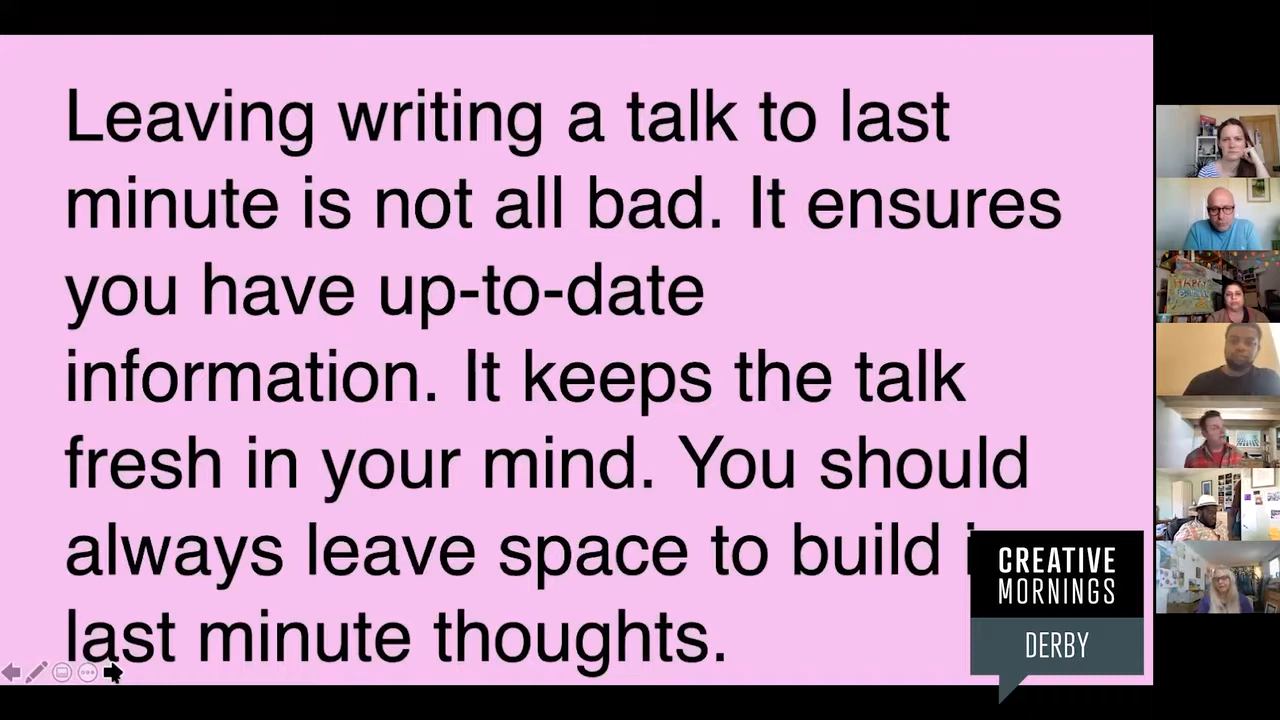 Leaving writing a talk to last
minute is not all bad. It ensures
you have up-to-date
information. It keeps the talk
fresh in your mind. You should
always leave space to build
last minute thoughts.
CREATIVE
MORNINGS
DERBY
HAPPY